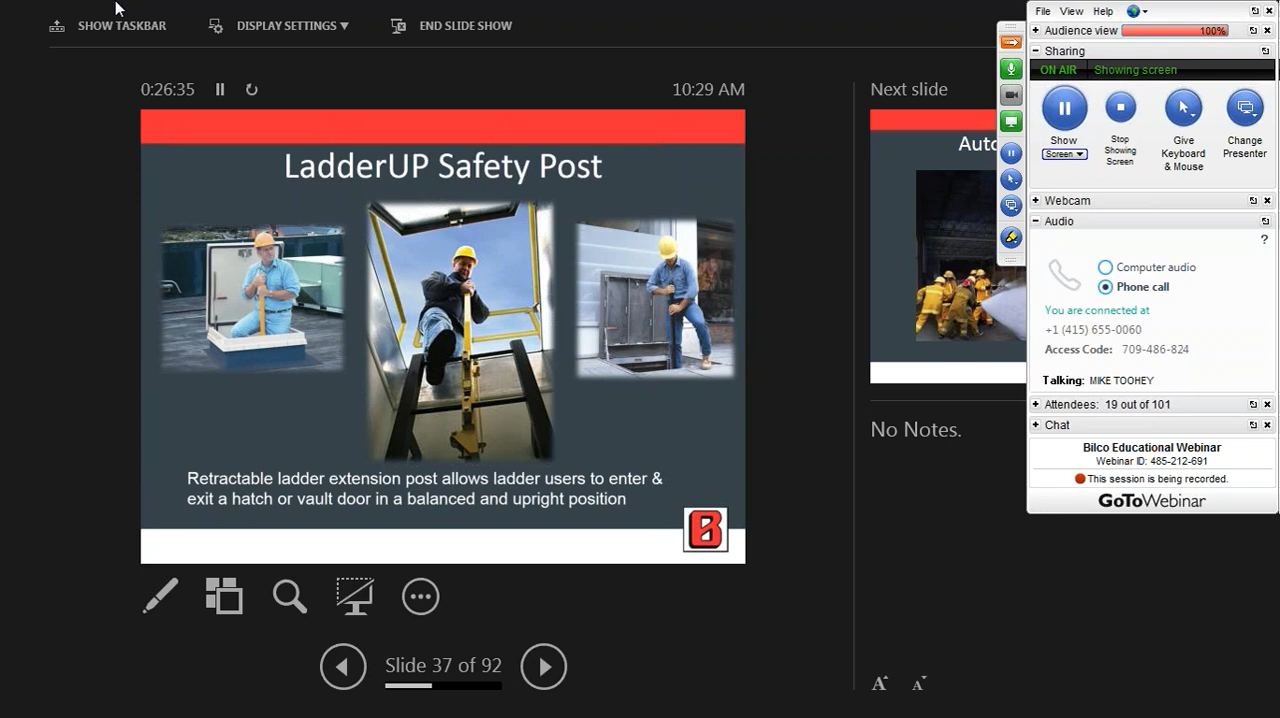 SHOW TASKBAR
DISPLAY SETTINGS ▼
END SLIDE SHOW
0:26:35
10:29 AM
LadderUP Safety Post
Retractable ladder extension post allows ladder users to enter &
exit a hatch or vault door in a balanced and upright position
B
Slide 37 of 92
Next slide
No Notes.
A
A
File View Help
Audience view 100%
Sharing
ON AIR Showing screen
Show
Screen ▼
Stop
Showing
Screen
Give
Keyboard
& Mouse
Change
Presenter
Webcam
Audio
?
Computer audio
Phone call
You are connected at
+1 (415) 655-0060
Access Code: 709-486-824
Talking: MIKE TOOHEY
Attendees: 19 out of 101
Chat
Bilco Educational Webinar
Webinar ID: 485-212-691
This session is being recorded.
GoToWebinar